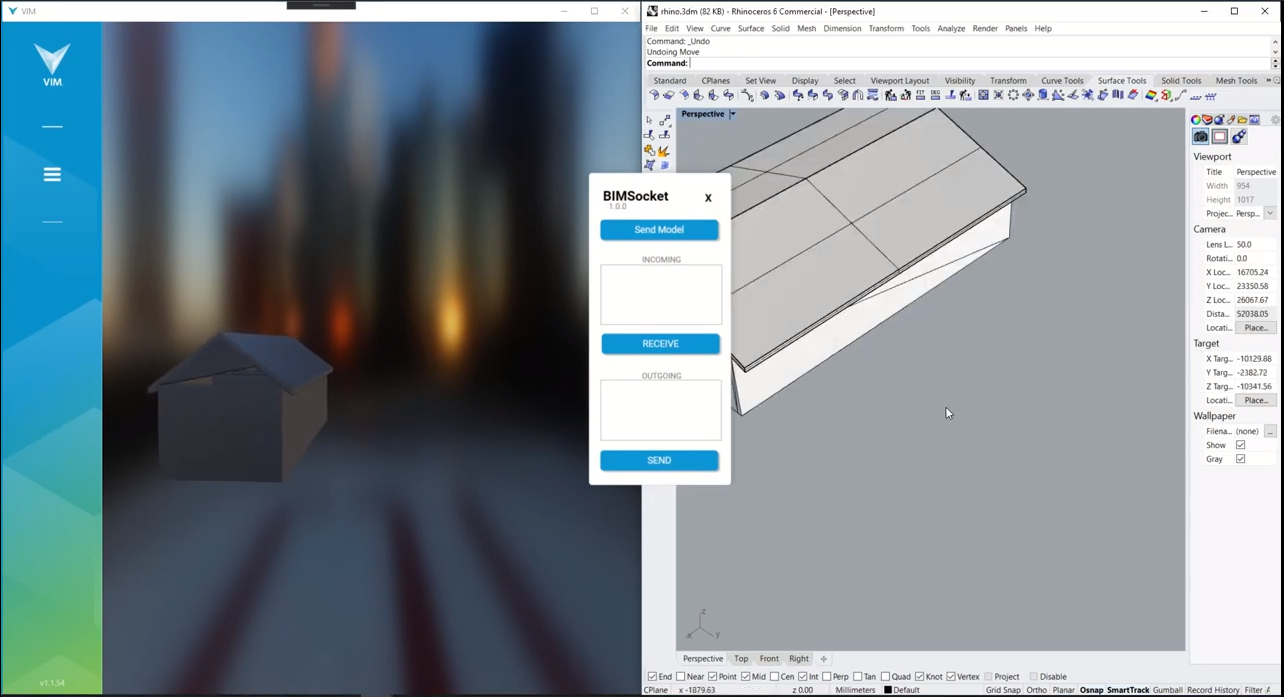 VIM
VIM
v1.1.54
rhino.3dm (82 KB) - Rhinoceros 6 Commercial - [Perspective]
File Edit View Curve Surface Solid Mesh Dimension Transform Tools Analyze Render Panels Help
Command: _Undo
Undoing Move
Command:
Standard CPlanes Set View Display Select Viewport Layout Visibility Transform Curve Tools Surface Tools Solid Tools Mesh Tools
Perspective
BIMSocket X
1.0.0
Send Model
INCOMING
RECEIVE
OUTGOING
SEND
Viewport
Title Perspective
Width 954
Height 1017
Projec... Persp...
Camera
Lens L... 50.0
Rotati... 0.0
X Loc... 16705.24
Y Loc... 23350.58
Z Loc... 26067.67
Dista... 52038.05
Locati... Place...
Target
X Targ... -10129.68
Y Targ... -2382.72
Z Targ... -10341.56
Locati... Place...
Wallpaper
Filena... (none) ...
Show
Gray
z
x y
Perspective Top Front Right
End Near Point Mid Cen Int Perp Tan Quad Knot Vertex Project Disable
CPlane x -1879.63 z 0.00 Millimeters Default Grid Snap Ortho Planar Osnap SmartTrack Gumball Record History Filter